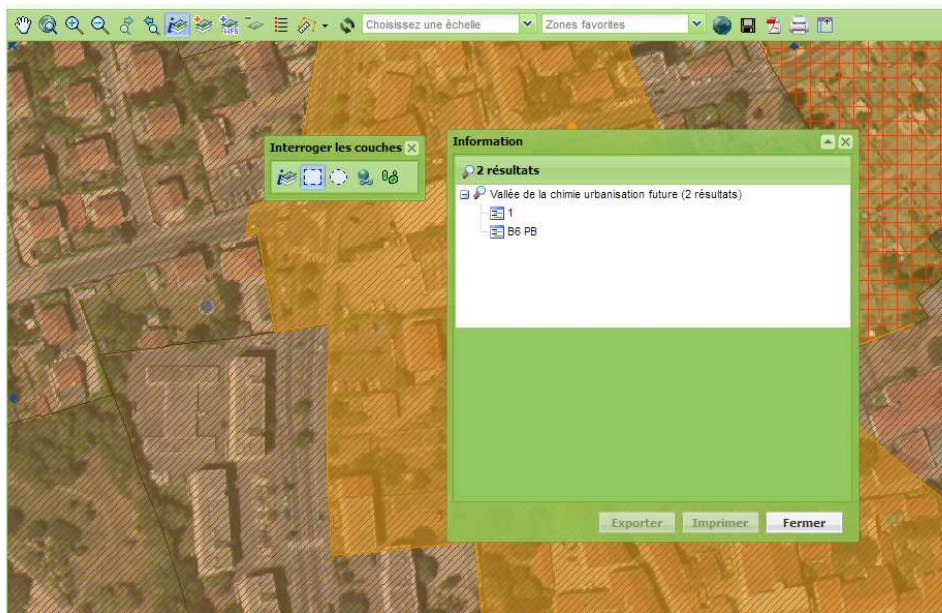 Choisissez une échelle
Zones favorites
Interroger les couches
Information
2 résultats
Vallée de la chimie urbanisation future (2 résultats)
1
B6 PB
Exporter
Imprimer
Fermer